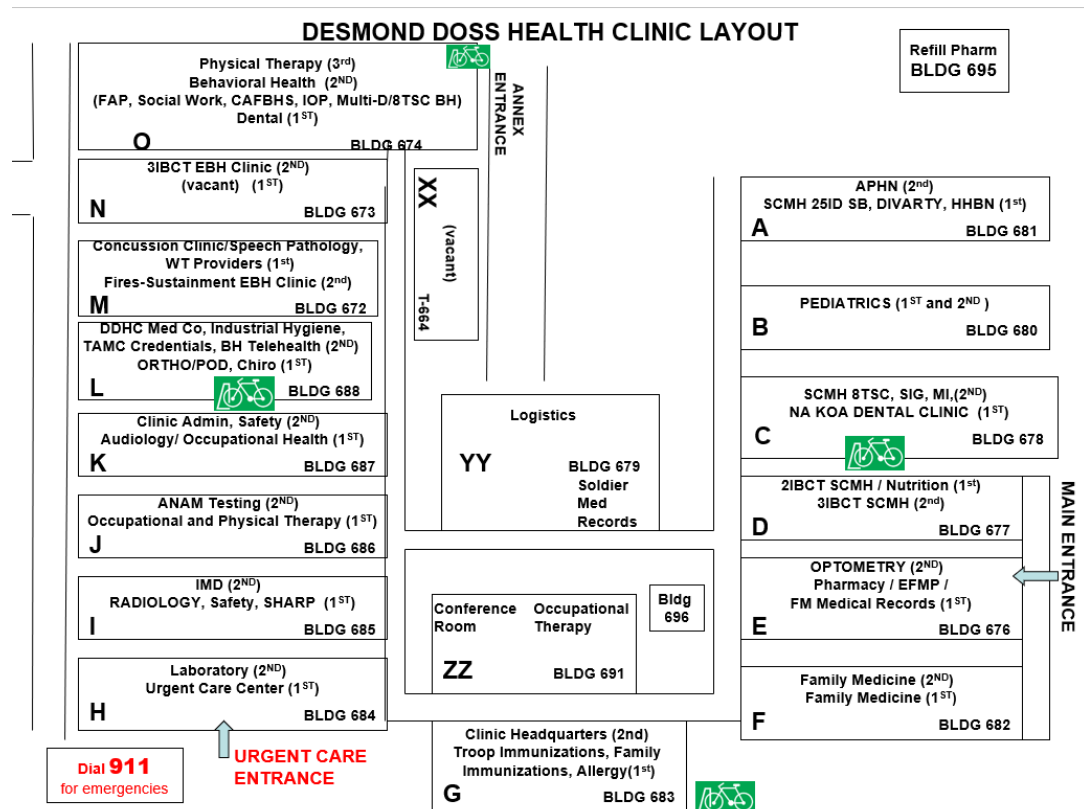 DESMOND DOSS HEALTH CLINIC LAYOUT
Refill Pharm
BLDG 695
Physical Therapy (3rd)
Behavioral Health (2ND)
(FAP, Social Work, CAFBHS, IOP, Multi-D/8TSC BH)
Dental (1ST)
O
BLDG 674
ANNEX
ENTRANCE
3IBCT EBH Clinic (2ND)
(vacant) (1ST)
N
BLDG 673
XX
(vacant)
T-664
Concussion Clinic/Speech Pathology,
WT Providers (1st)
Fires-Sustainment EBH Clinic (2nd)
M
BLDG 672
DDHC Med Co, Industrial Hygiene,
TAMC Credentials, BH Telehealth (2ND)
ORTHO/POD, Chiro (1ST)
L
BLDG 688
Clinic Admin, Safety (2ND)
Audiology/ Occupational Health (1ST)
K
BLDG 687
ANAM Testing (2ND)
Occupational and Physical Therapy (1ST)
J
BLDG 686
IMD (2ND)
RADIOLOGY, Safety, SHARP (1ST)
I
BLDG 685
Laboratory (2ND)
Urgent Care Center (1ST)
H
BLDG 684
URGENT CARE
ENTRANCE
Dial 911
for emergencies
Logistics
YY
BLDG 679
Soldier
Med
Records
Conference
Room
Occupational
Therapy
ZZ
BLDG 691
Bldg
696
Clinic Headquarters (2nd)
Troop Immunizations, Family
Immunizations, Allergy(1st)
G
BLDG 683
APHN (2nd)
SCMH 25ID SB, DIVARTY, HHBN (1st)
A
BLDG 681
PEDIATRICS (1ST and 2ND )
B
BLDG 680
SCMH 8TSC, SIG, MI,(2ND)
NA KOA DENTAL CLINIC (1ST)
C
BLDG 678
2IBCT SCMH / Nutrition (1st)
3IBCT SCMH (2nd)
D
BLDG 677
MAIN ENTRANCE
OPTOMETRY (2ND)
Pharmacy / EFMP /
FM Medical Records (1ST)
E
BLDG 676
Family Medicine (2ND)
Family Medicine (1ST)
F
BLDG 682